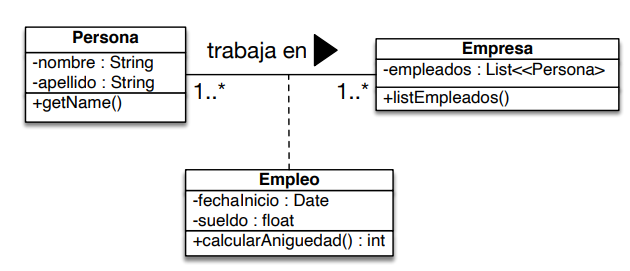 Persona
-nombre : String
-apellido : String
+getName()
trabaja en
1..*
1..*
Empresa
-empleados : List<<Persona>
+listEmpleados()
Empleo
-fechaInicio : Date
-sueldo : float
+calcularAniguedad() : int